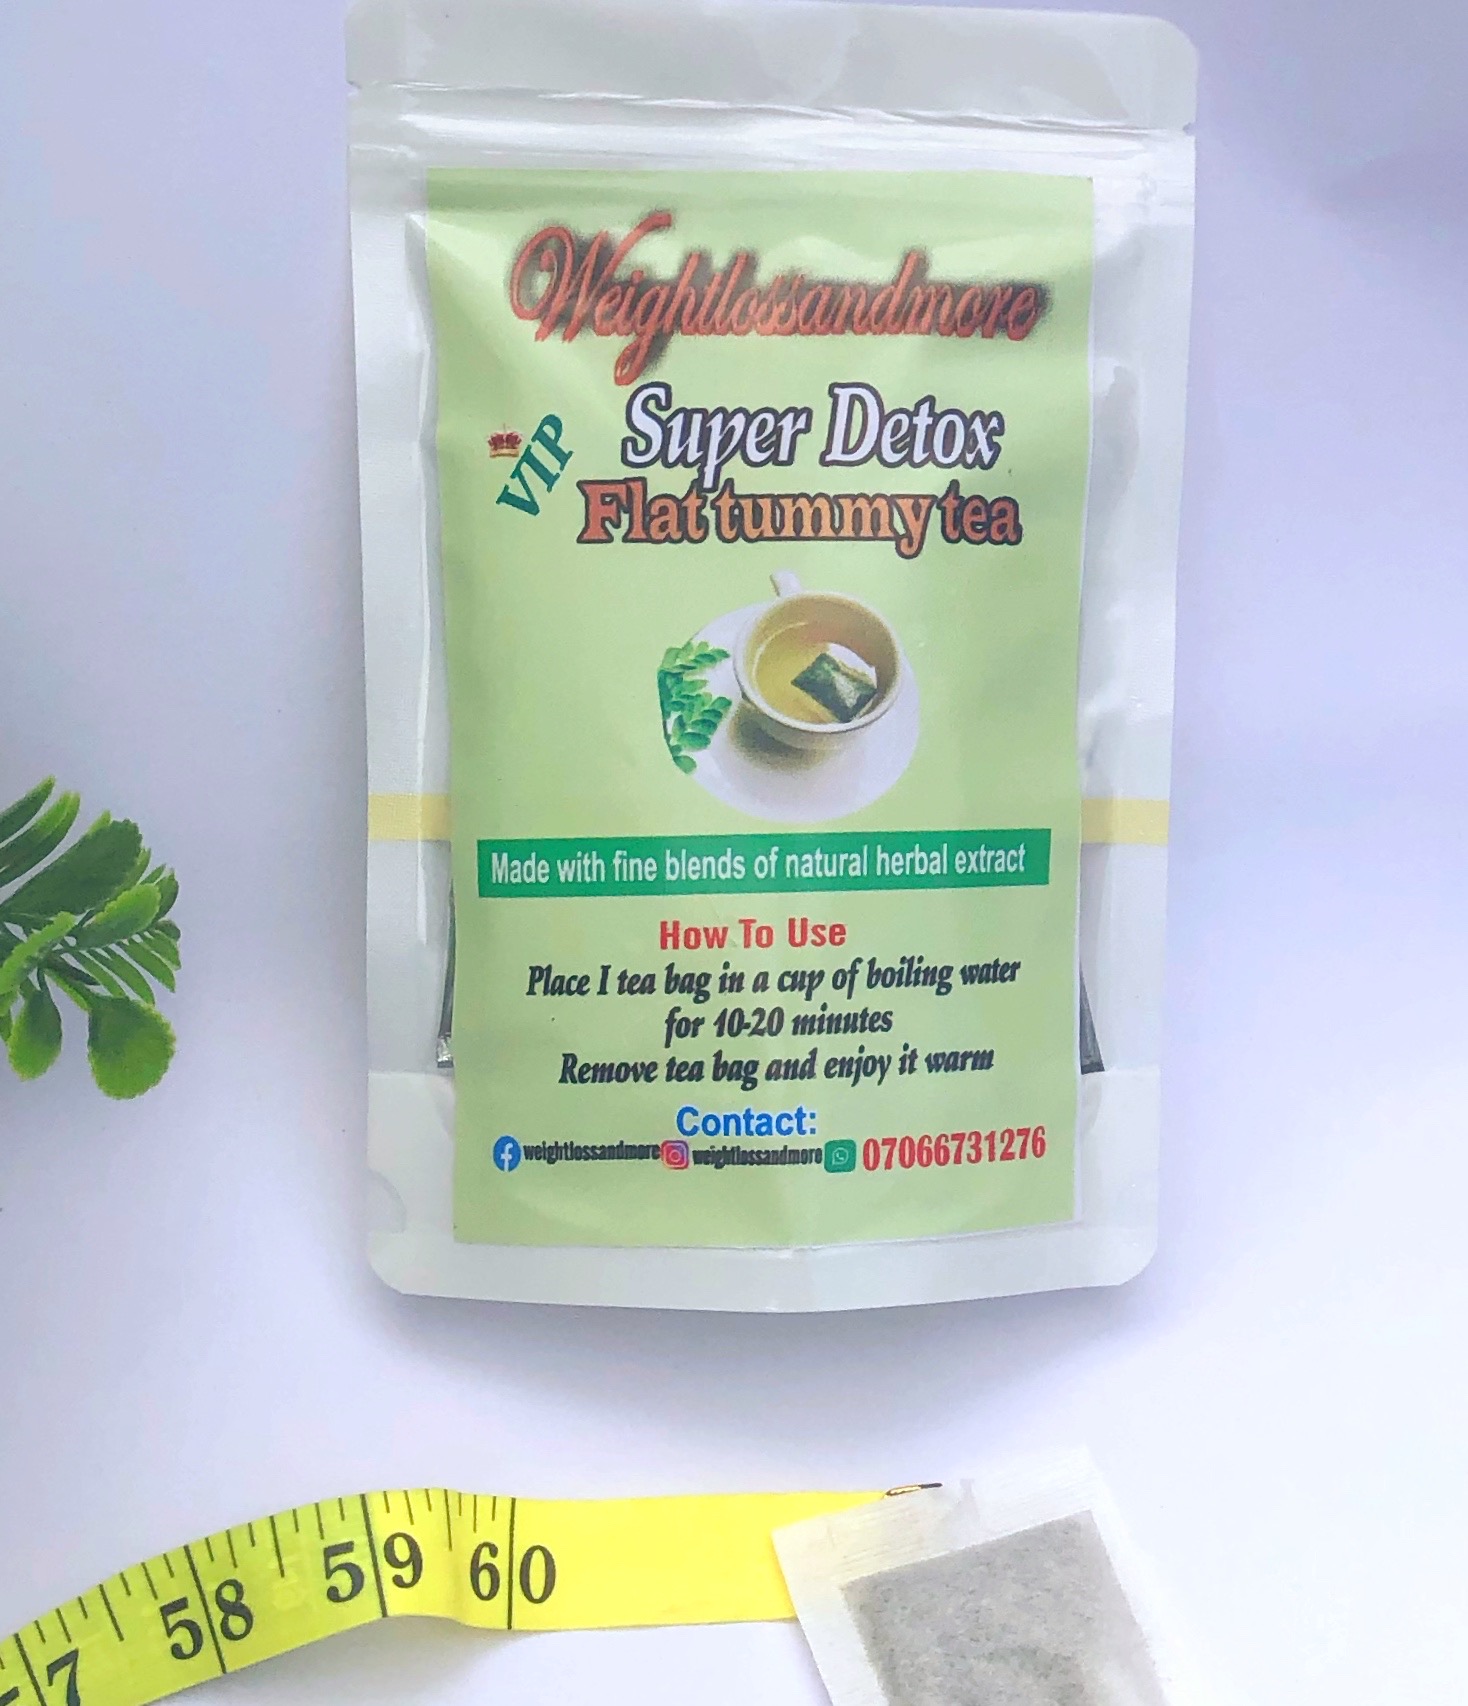 Weightlossandmore
VIP
Super Detox
Flat tummy tea
Made with fine blends of natural herbal extract
How To Use
Place I tea bag in a cup of boiling water
for 10-20 minutes
Remove tea bag and enjoy it warm
Contact:
weightlossandmore weightlossandmore 07066731276
7 58 59 60